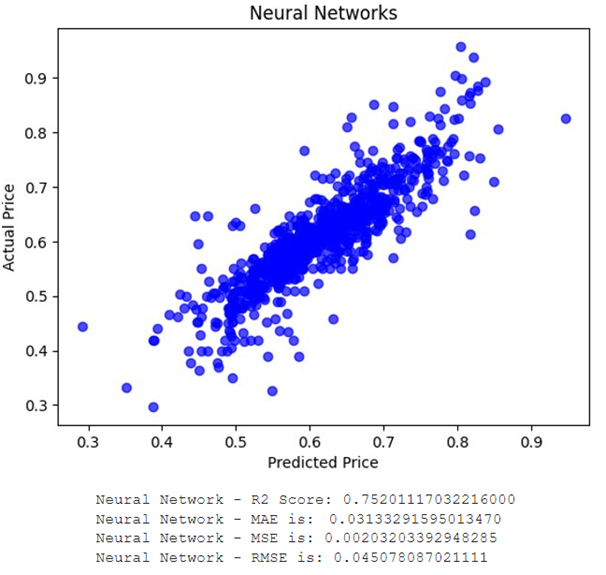 Neural Networks
Actual Price
0.9
0.8
0.7
0.6
0.5
0.4
0.3
0.3 0.4 0.5 0.6 0.7 0.8 0.9
Predicted Price
Neural Network - R2 Score: 0.75201117032216000
Neural Network - MAE is: 0.03133291595013470
Neural Network - MSE is: 0.00203203392948285
Neural Network - RMSE is: 0.045078087021111